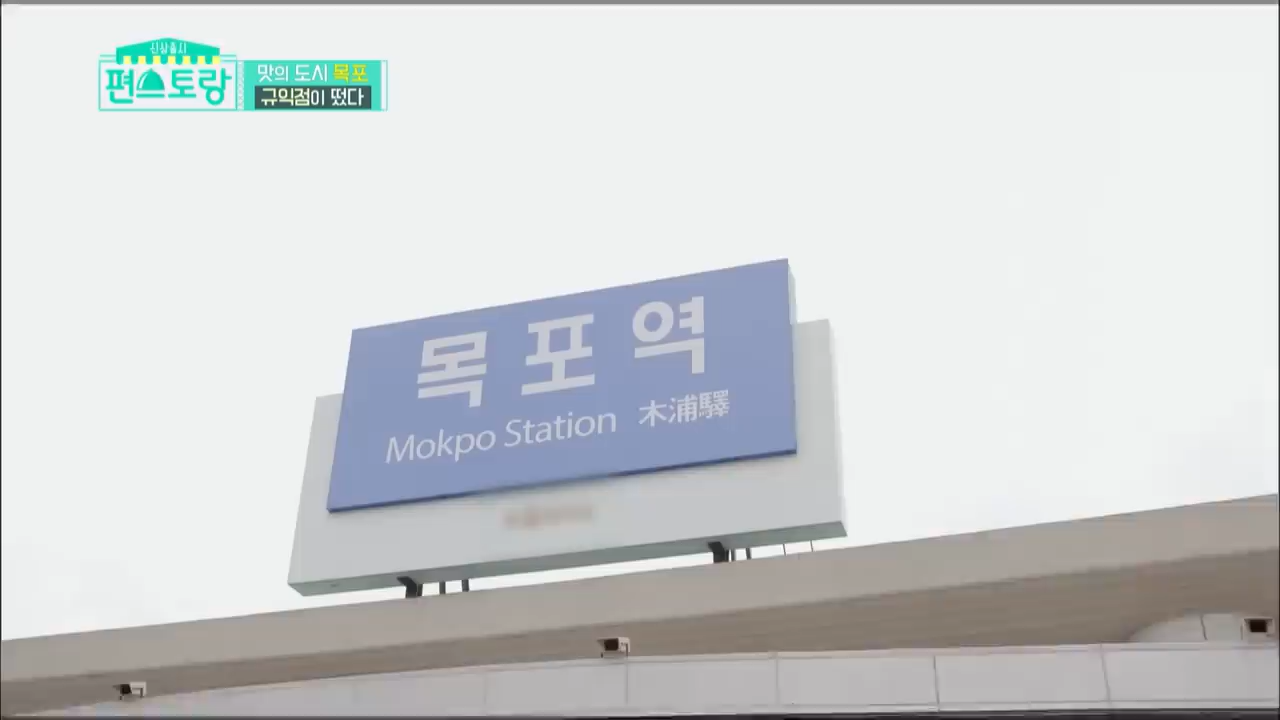 신상출시
편스토랑
맛의 도시 목포
규익점이 떴다
목포역
Mokpo Station 木浦驛